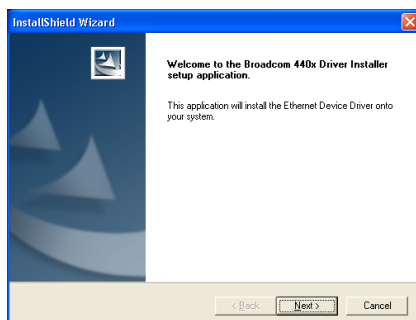 InstallShield Wizard
Welcome to the Broadcom 440x Driver Installer
setup application.
This application will install the Ethernet Device Driver onto
your system.
< Back
Next >
Cancel